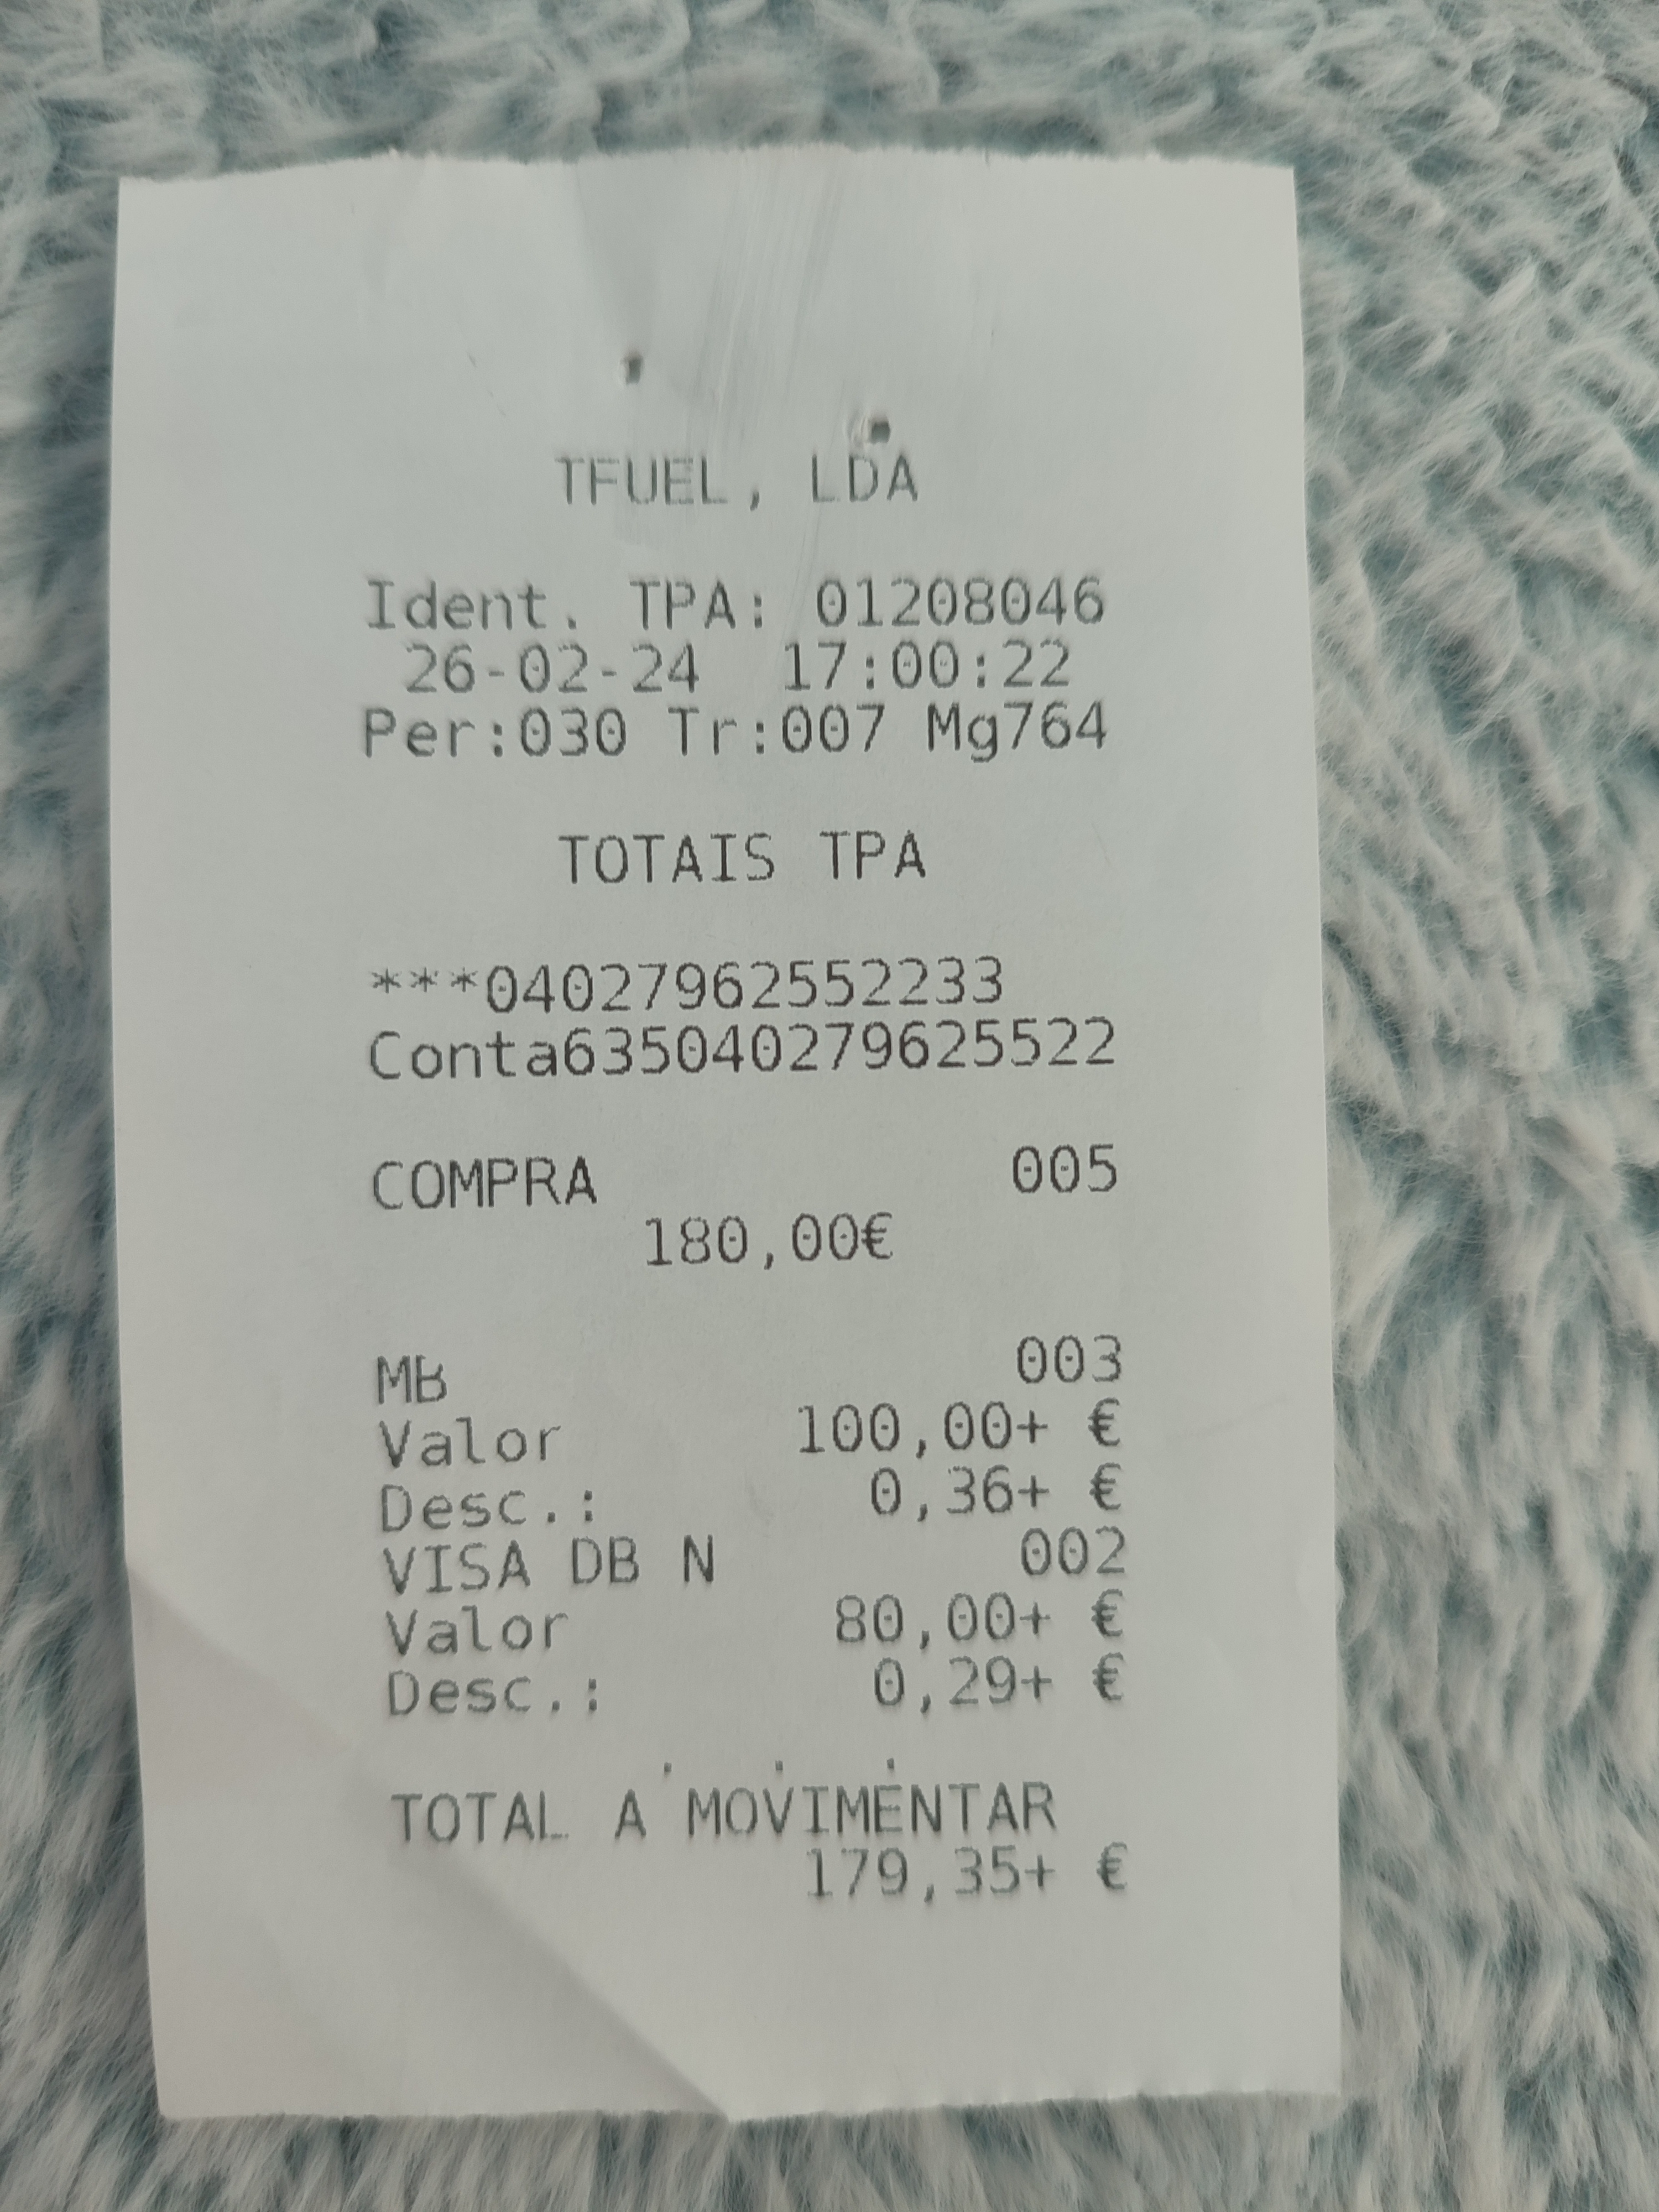 TFUEL, LDA
Ident. TPA: 01208046
26-02-24 17:00:22
Per:030 Tr:007 Mg764
TOTAIS TPA
***04027962552233
Conta635040279625522
COMPRA 005
180,00€
MB 003
Valor 100,00+ €
Desc.: 0,36+ €
VISA DB N 002
Valor 80,00+ €
Desc.: 0,29+ €
TOTAL A MOVIMENTAR
179,35+ €